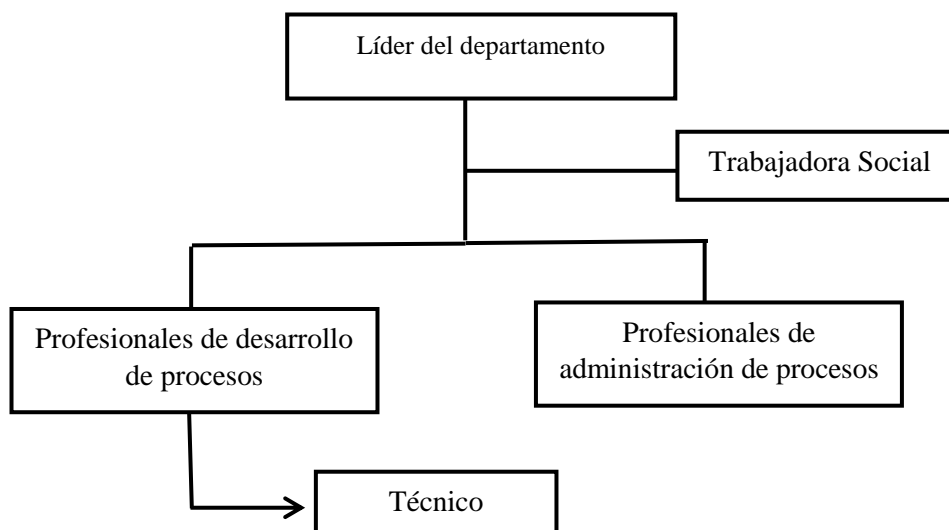 Líder del departamento
Trabajadora Social
Profesionales de desarrollo
de procesos
Profesionales de
administración de procesos
Técnico